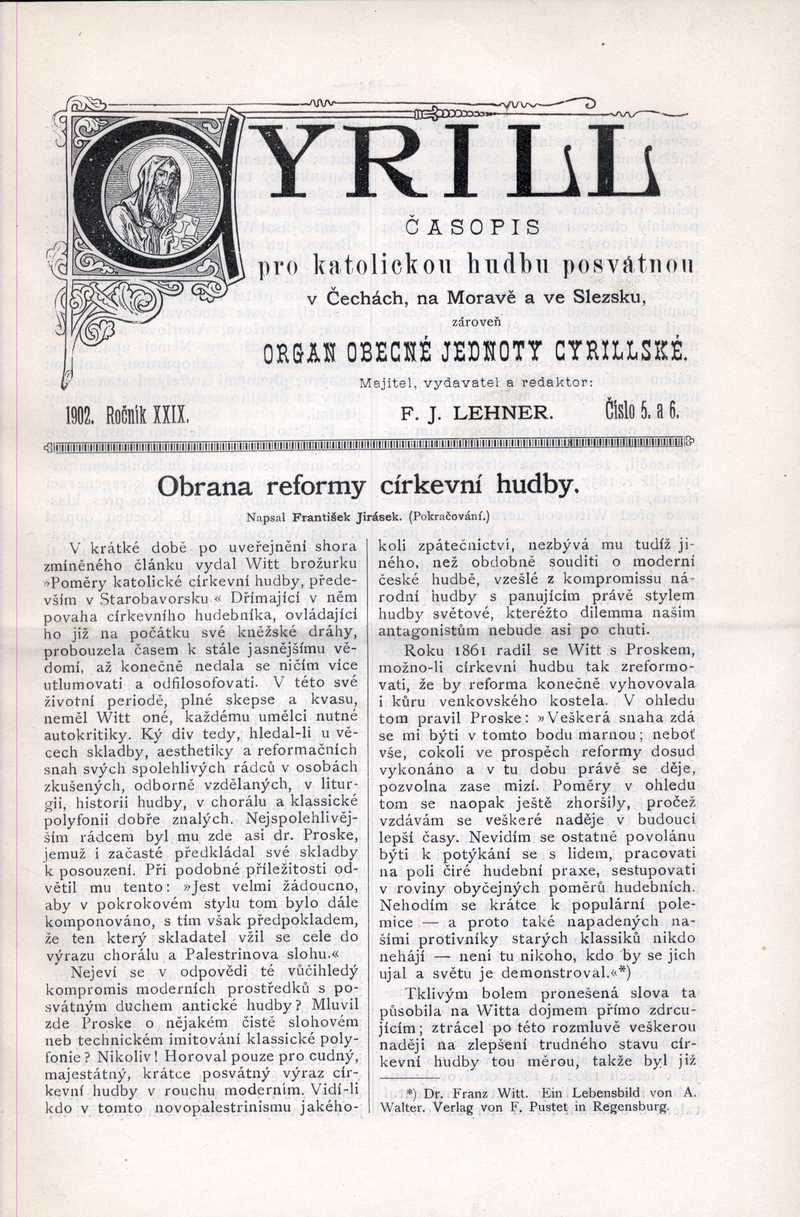 CYRILL
ČASOPIS
pro katolickou hudbu posvátnou
v Čechách, na Moravě a ve Slezsku,
zároveň
ORGAN OBECNÉ JEDNOTY CYRILLSKÉ.
Majitel, vydavatel a redaktor:
1902. Ročník XXIX. F. J. LEHNER. Číslo 5. a 6.
Obrana reformy církevní hudby.
Napsal František Jirásek. (Pokračování.)
V krátké době po uveřejnění shora
zmíněného článku vydal Witt brožurku
»Poměry katolické církevní hudby, přede-
vším v Starobavorsku « Dřímající v něm
povaha církevního hudebníka, ovládající
ho již na počátku své kněžské dráhy,
probouzela časem k stále jasnějšímu vě-
domí, až konečně nedala se ničím více
utlumovati a odfilosofovati. V této své
životní periodě, plné skepse a kvasu,
neměl Witt oné, každému umělci nutné
autokritiky. Ký div tedy, hledal-li u vě-
cech skladby, aesthetiky a reformačních
snah svých spolehlivých rádců v osobách
zkušených, odborně vzdělaných, v litur-
gii, historii hudby, v chorálu a klassické
polyfonii dobře znalých. Nejspolehlivěj-
ším rádcem byl mu zde asi dr. Proske,
jemuž i začasté předkládal své skladby
k posouzení. Při podobné příležitosti od-
větil mu tento: »Jest velmi žádoucno,
aby v pokrokovém stylu tom bylo dále
komponováno, s tím však předpokladem,
že ten který skladatel vžil se cele do
výrazu chorálu a Palestrinova slohu.«
Nejeví se v odpovědi té vůčihledý
kompromis moderních prostředků s po-
svátným duchem antické hudby? Mluvil
zde Proske o nějakém čistě slohovém
neb technickém imitování klassické poly-
fonie? Nikoliv! Horoval pouze pro cudný,
majestátný, krátce posvátný výraz cír-
kevní hudby v rouchu moderním. Vidí-li
kdo v tomto novopalestrinismu jakého-
koli zpátečnictví, nezbývá mu tudíž ji-
ného, než obdobně souditi o moderní
české hudbě, vzešlé z kompromissu ná-
rodní hudby s panujícím právě stylem
hudby světové, kteréžto dilemma našim
antagonistům nebude asi po chuti.
Roku 1861 radil se Witt s Proskem,
možno-li církevní hudbu tak zreformo-
vati, že by reforma konečně vyhovovala
i kůru venkovského kostela. V ohledu
tom pravil Proske: »Veškerá snaha zdá
se mi býti v tomto bodu marnou; neboť
vše, cokoli ve prospěch reformy dosud
vykonáno a v tu dobu právě se děje,
pozvolna zase mizí. Poměry v ohledu
tom se naopak ještě zhoršily, pročež
vzdávám se veškeré naděje v budoucí
lepší časy. Nevidím se ostatně povolánu
býti k potýkání se s lidem, pracovati
na poli čiré hudební praxe, sestupovati
v roviny obyčejných poměrů hudebních.
Nehodím se krátce k populární pole-
mice — a proto také napadených na-
šimi protivníky starých klassiků nikdo
nehájí — není tu nikoho, kdo by se jich
ujal a světu je demonstroval.«*)
Tklivým bolem pronešená slova ta
působila na Witta dojmem přímo zdrcu-
jícím; ztrácel po této rozmluvě veškerou
naději na zlepšení trudného stavu cír-
kevní hudby tou měrou, takže byl již
*) Dr. Franz Witt. Ein Lebensbild von A.
Walter. Verlag von F. Pustet in Regensburg.